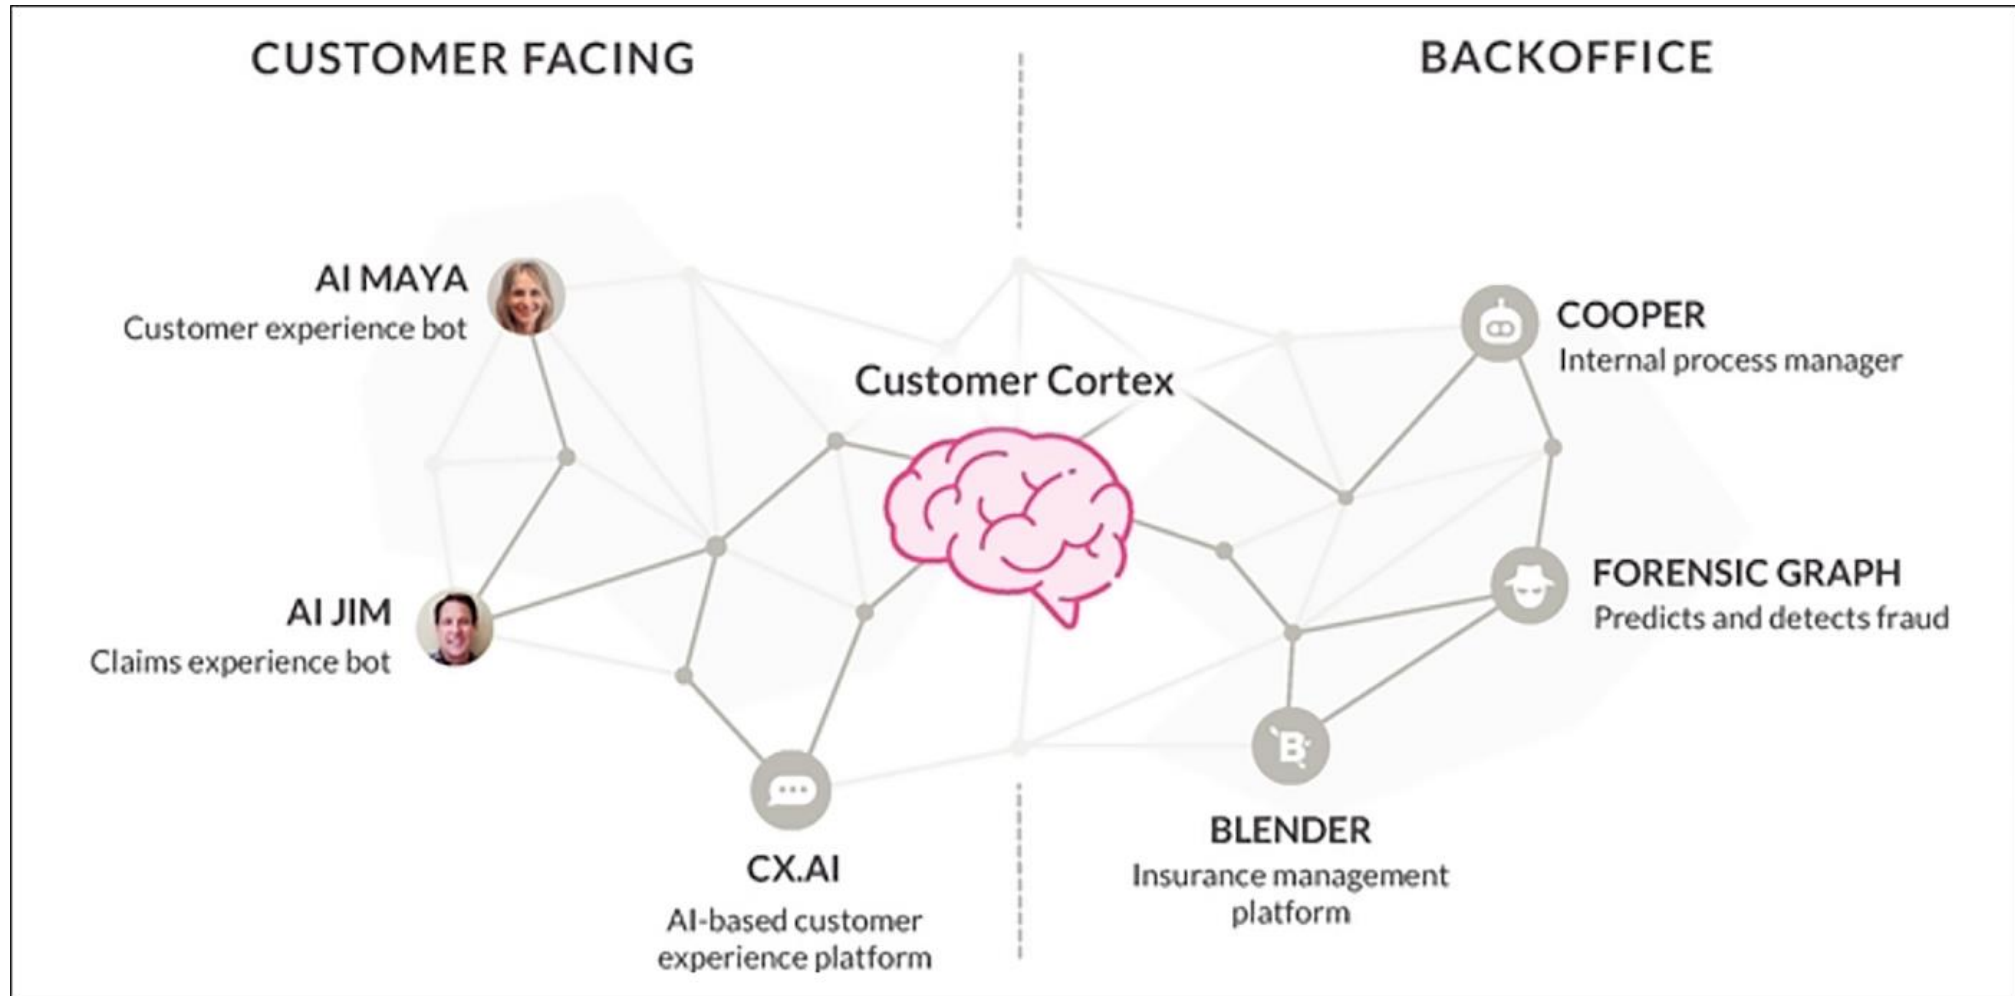 CUSTOMER FACING
BACKOFFICE
AI MAYA
Customer experience bot
COOPER
Internal process manager
Customer Cortex
AI JIM
Claims experience bot
FORENSIC GRAPH
Predicts and detects fraud
B
BLENDER
Insurance management
platform
CX.AI
AI-based customer
experience platform